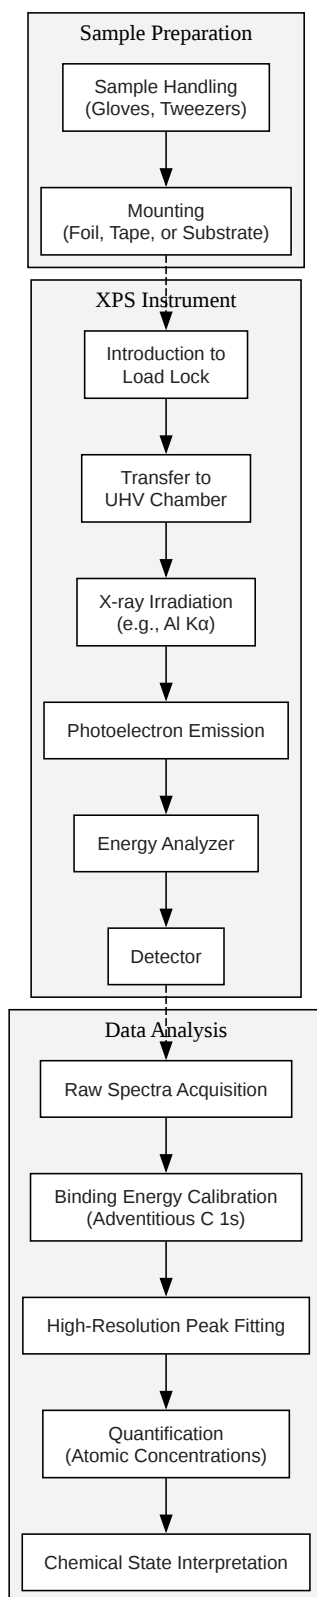 Sample Preparation
Sample Handling
(Gloves, Tweezers)
Mounting
(Foil, Tape, or Substrate)
XPS Instrument
Introduction to
Load Lock
Transfer to
UHV Chamber
X-ray Irradiation
(e.g., Al Kα)
Photoelectron Emission
Energy Analyzer
Detector
Data Analysis
Raw Spectra Acquisition
Binding Energy Calibration
(Adventitious C 1s)
High-Resolution Peak Fitting
Quantification
(Atomic Concentrations)
Chemical State Interpretation